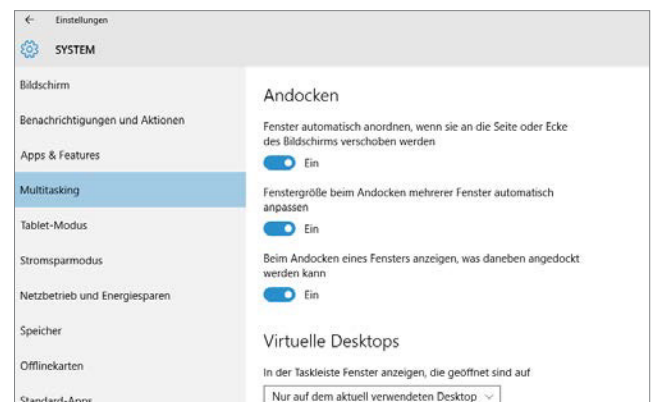 Einstellungen
SYSTEM
Bildschirm
Benachrichtigungen und Aktionen
Apps & Features
Multitasking
Tablet-Modus
Stromsparmodus
Netzbetrieb und Energiesparen
Speicher
Offlinekarten
Standard-Apps
Andocken
Fenster automatisch anordnen, wenn sie an die Seite oder Ecke
des Bildschirms verschoben werden
Ein
Fenstergröße beim Andocken mehrerer Fenster automatisch
anpassen
Ein
Beim Andocken eines Fensters anzeigen, was daneben angedockt
werden kann
Ein
Virtuelle Desktops
In der Taskleiste Fenster anzeigen, die geöffnet sind auf
Nur auf dem aktuell verwendeten Desktop